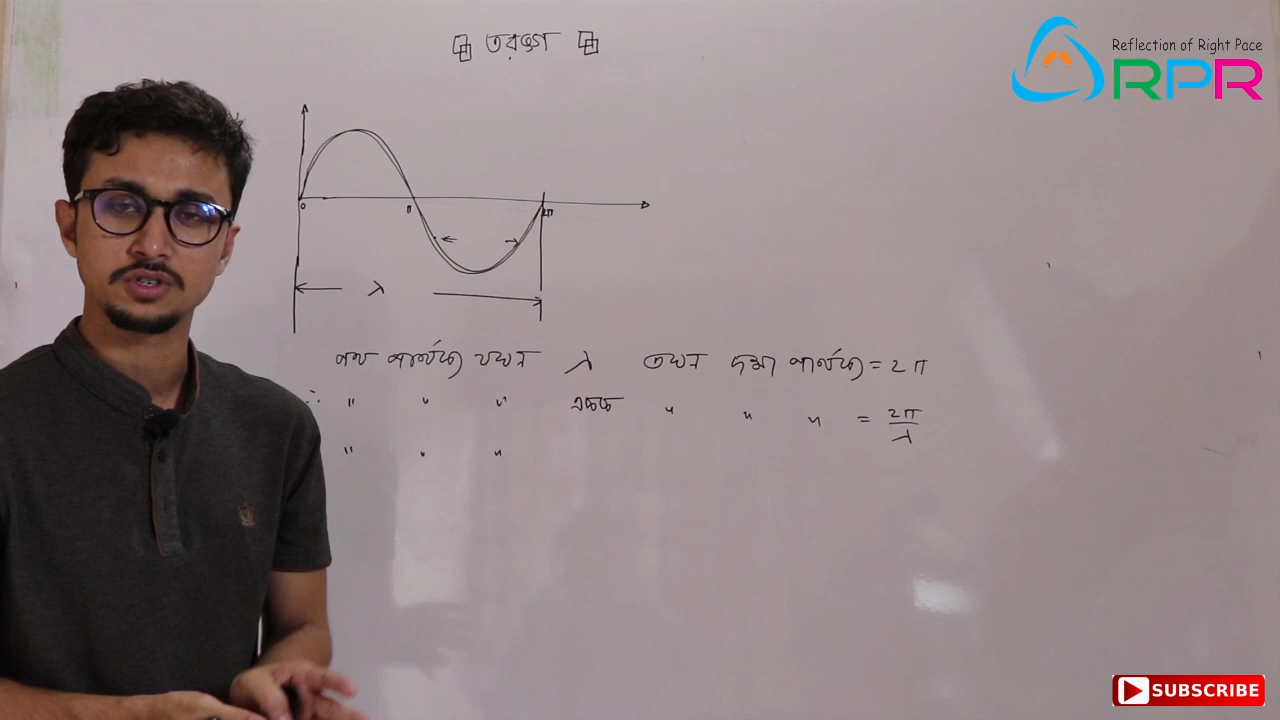 তরঙ্গ
Reflection of Right Pace
RPR
0 π 2π
λ
পথ পার্থক্য যখন λ তখন দশা পার্থক্য = 2π
∴ " " " একক " " " = 2π/λ
" " "
SUBSCRIBE